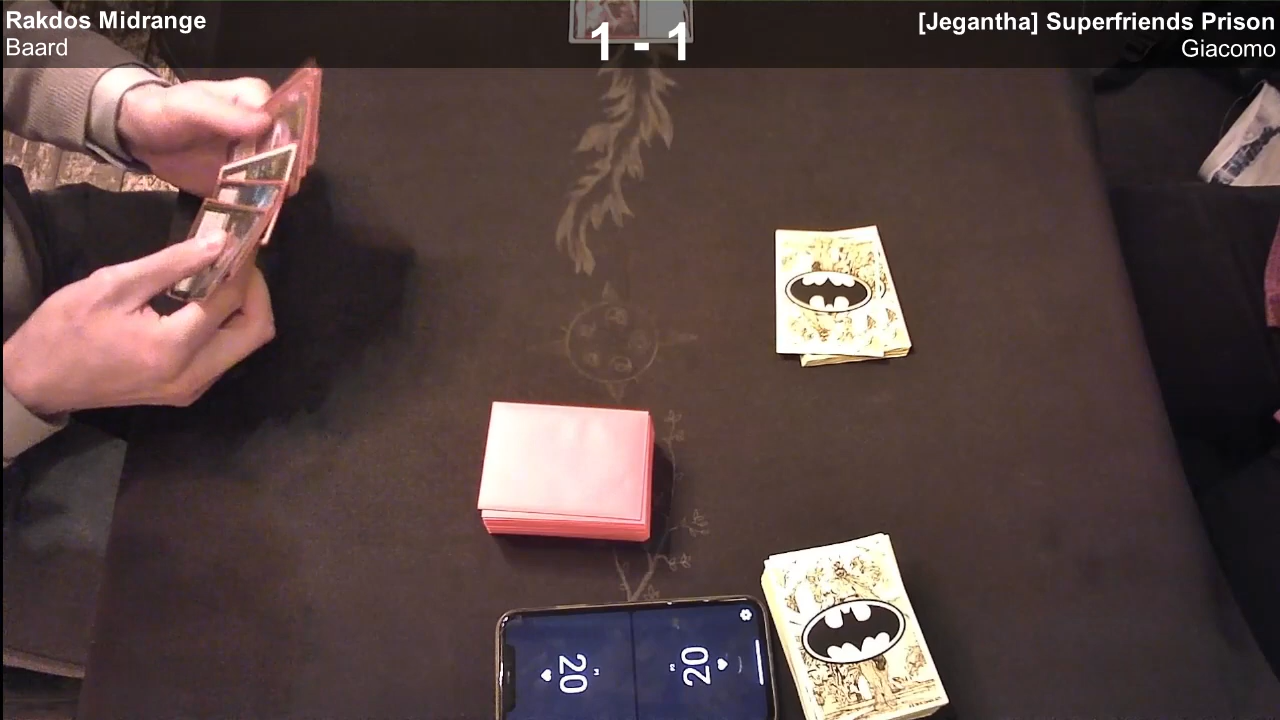 Rakdos Midrange
Baard
1 - 1
[Jegantha] Superfriends Prison
Giacomo
20
20